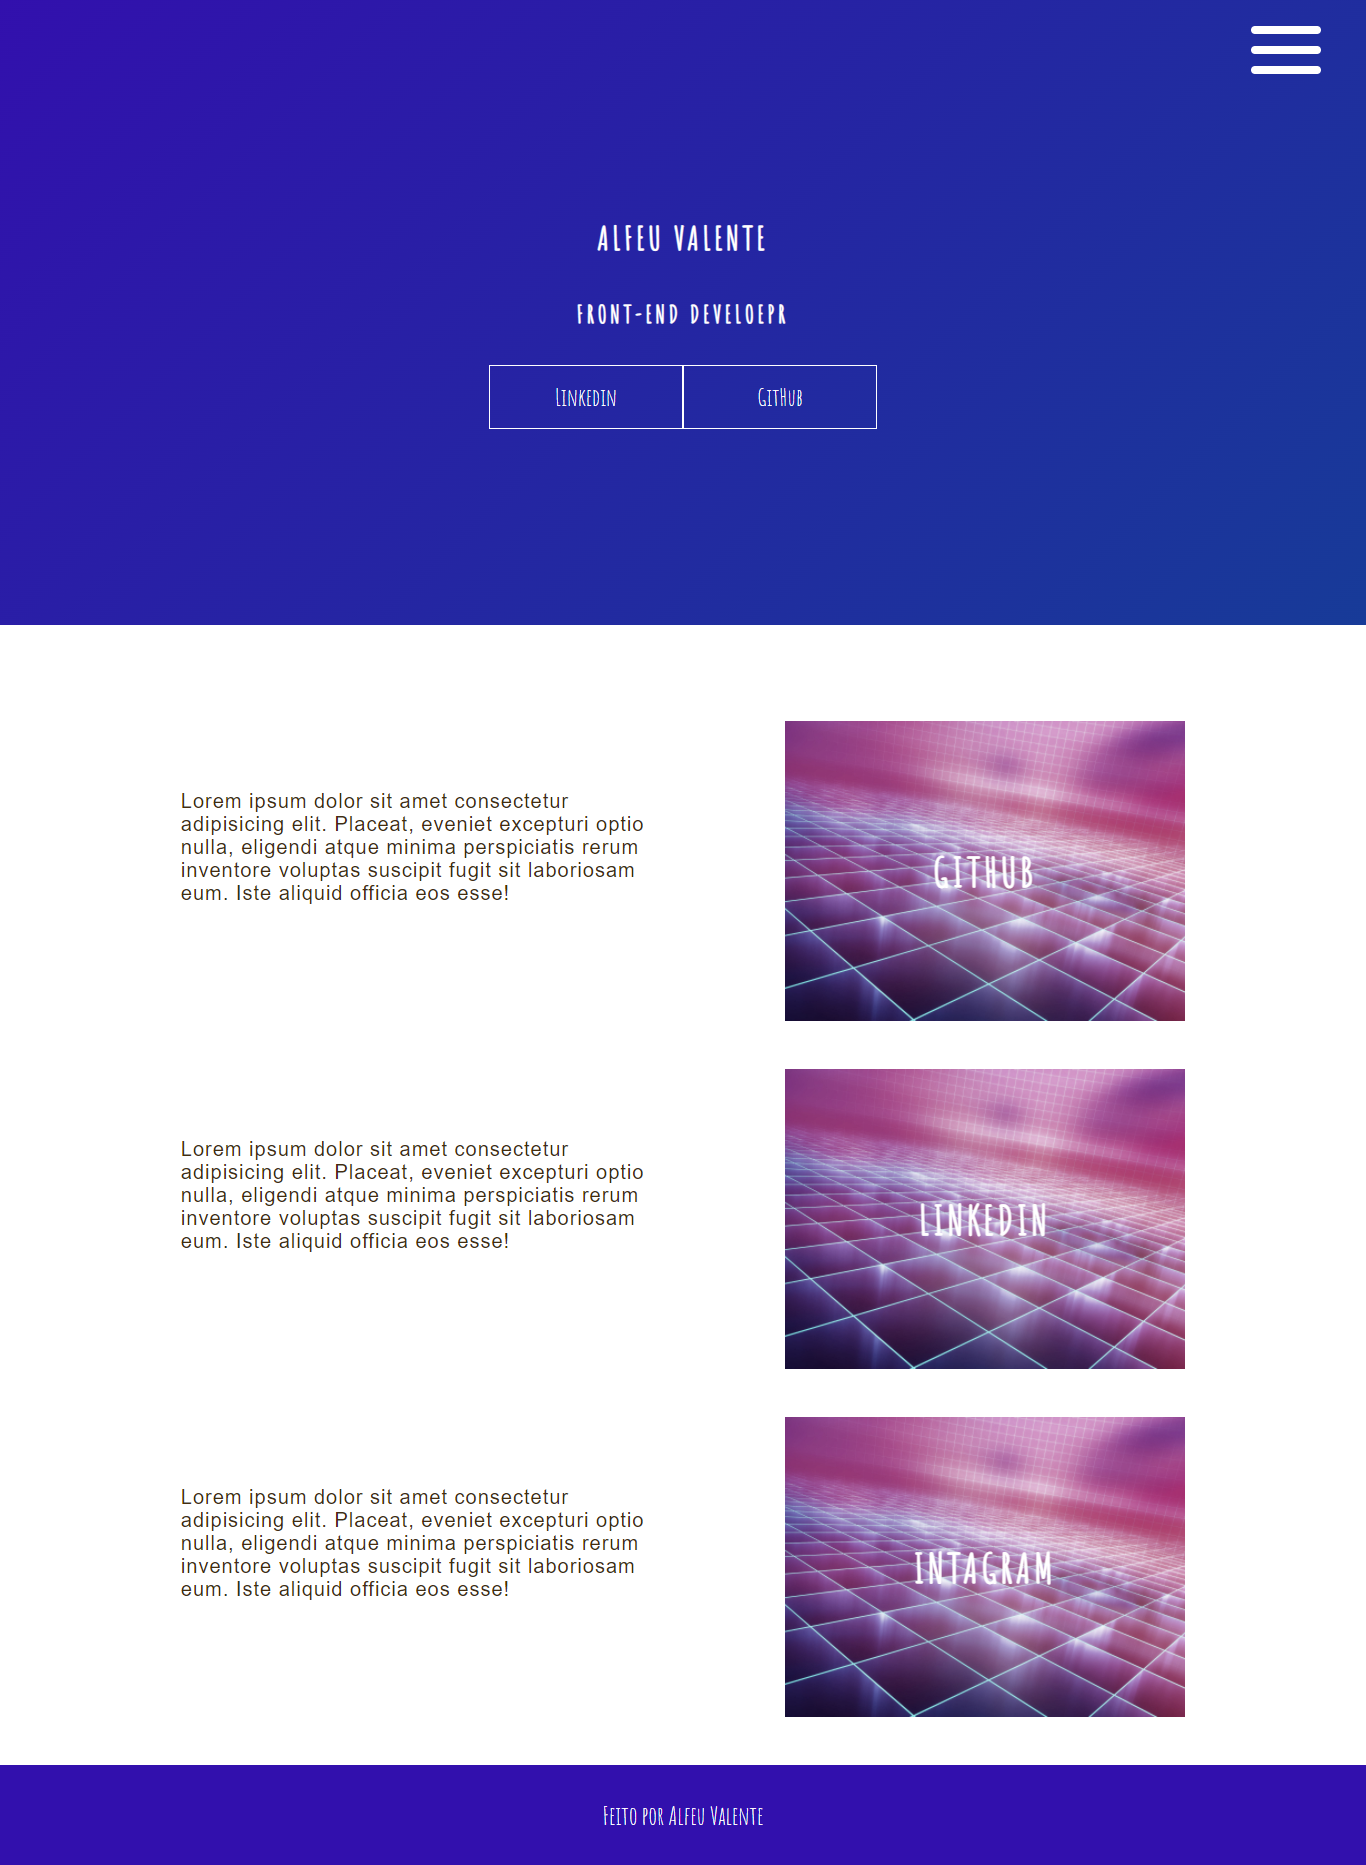 ALFEU VALENTE
FRONT-END DEVELOEPR
Linkedin
GitHub
Lorem ipsum dolor sit amet consectetur
adipisicing elit. Placeat, eveniet excepturi optio
nulla, eligendi atque minima perspiciatis rerum
inventore voluptas suscipit fugit sit laboriosam
eum. Iste aliquid officia eos esse!
GITHUB
Lorem ipsum dolor sit amet consectetur
adipisicing elit. Placeat, eveniet excepturi optio
nulla, eligendi atque minima perspiciatis rerum
inventore voluptas suscipit fugit sit laboriosam
eum. Iste aliquid officia eos esse!
LINKEDIN
Lorem ipsum dolor sit amet consectetur
adipisicing elit. Placeat, eveniet excepturi optio
nulla, eligendi atque minima perspiciatis rerum
inventore voluptas suscipit fugit sit laboriosam
eum. Iste aliquid officia eos esse!
INTAGRAM
Feito por Alfeu Valente